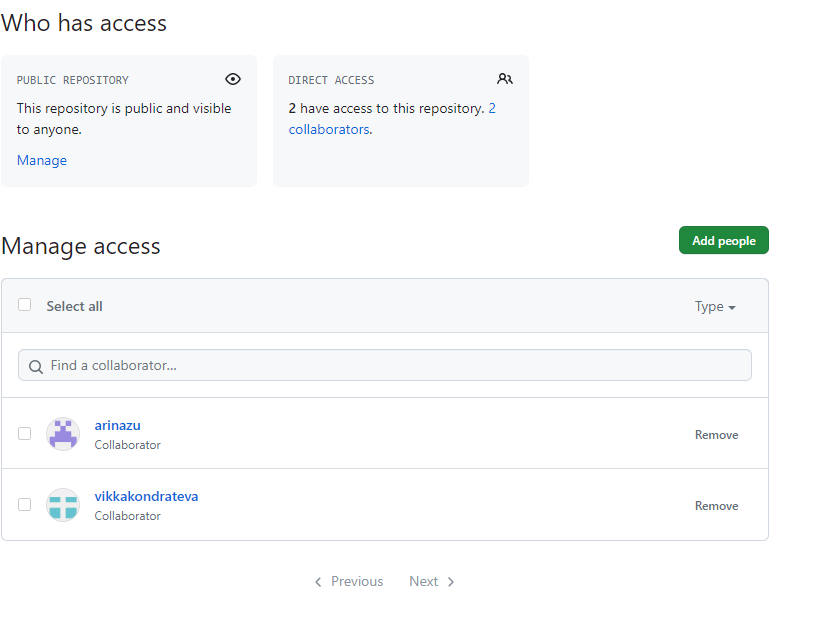 Who has access
PUBLIC REPOSITORY
This repository is public and visible
to anyone.
Manage
DIRECT ACCESS
2 have access to this repository. 2
collaborators.
Manage access
Add people
Select all
Type
Find a collaborator...
arinazu
Collaborator
Remove
vikkakondrateva
Collaborator
Remove
Previous
Next